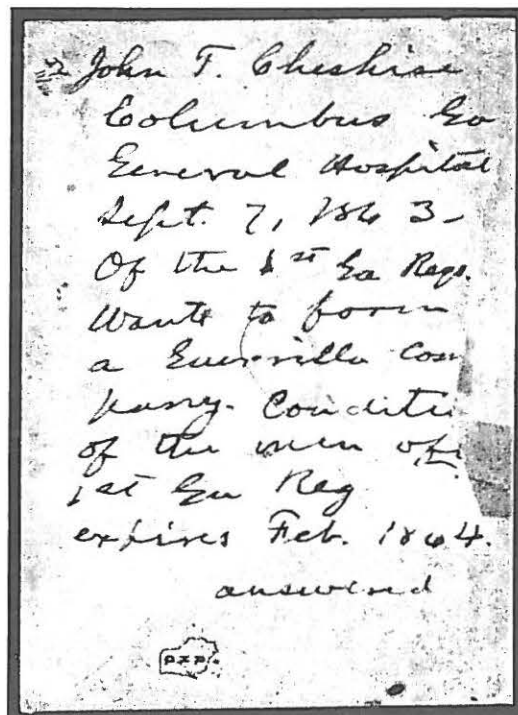 John T. Cheshire
Columbus Ga
General Hospital
Sept. 7, 1863-
Of the 1st Ga Regs.
Wants to form
a Guerrilla Com
pany. Conditi
of the men of
1st Ga Reg
expires Feb. 1864.
answered